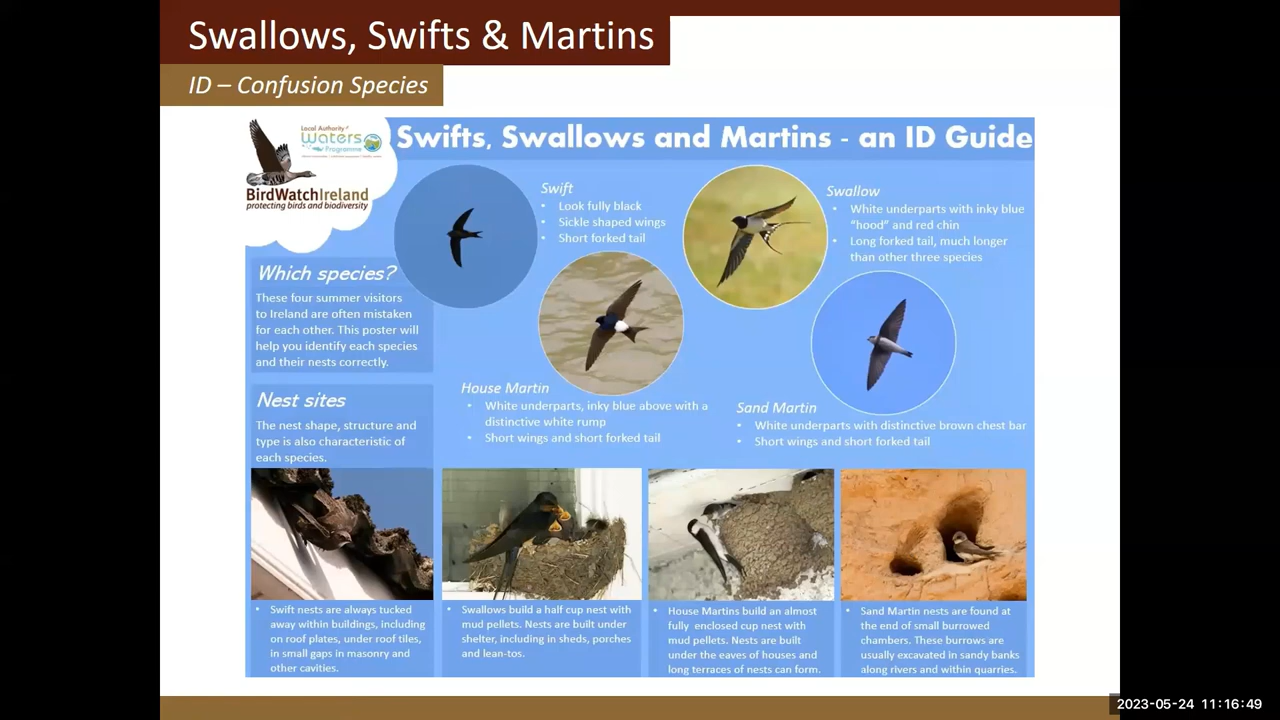 Swallows, Swifts & Martins
ID – Confusion Species
Local Authority
Waters
Programme
BirdWatchIreland
protecting birds and biodiversity
Swifts, Swallows and Martins - an ID Guide
Swift
• Look fully black
• Sickle shaped wings
• Short forked tail
Swallow
• White underparts with inky blue
“hood” and red chin
• Long forked tail, much longer
than other three species
Which species?
These four summer visitors
to Ireland are often mistaken
for each other. This poster will
help you identify each species
and their nests correctly.
House Martin
• White underparts, inky blue above with a
distinctive white rump
• Short wings and short forked tail
Sand Martin
• White underparts with distinctive brown chest bar
• Short wings and short forked tail
Nest sites
The nest shape, structure and
type is also characteristic of
each species.
• Swift nests are always tucked
away within buildings, including
on roof plates, under roof tiles,
in small gaps in masonry and
other cavities.
• Swallows build a half cup nest with
mud pellets. Nests are built under
shelter, including in sheds, porches
and lean-tos.
• House Martins build an almost
fully enclosed cup nest with
mud pellets. Nests are built
under the eaves of houses and
long terraces of nests can form.
• Sand Martin nests are found at
the end of small burrowed
chambers. These burrows are
usually excavated in sandy banks
along rivers and within quarries.
2023-05-24 11:16:49